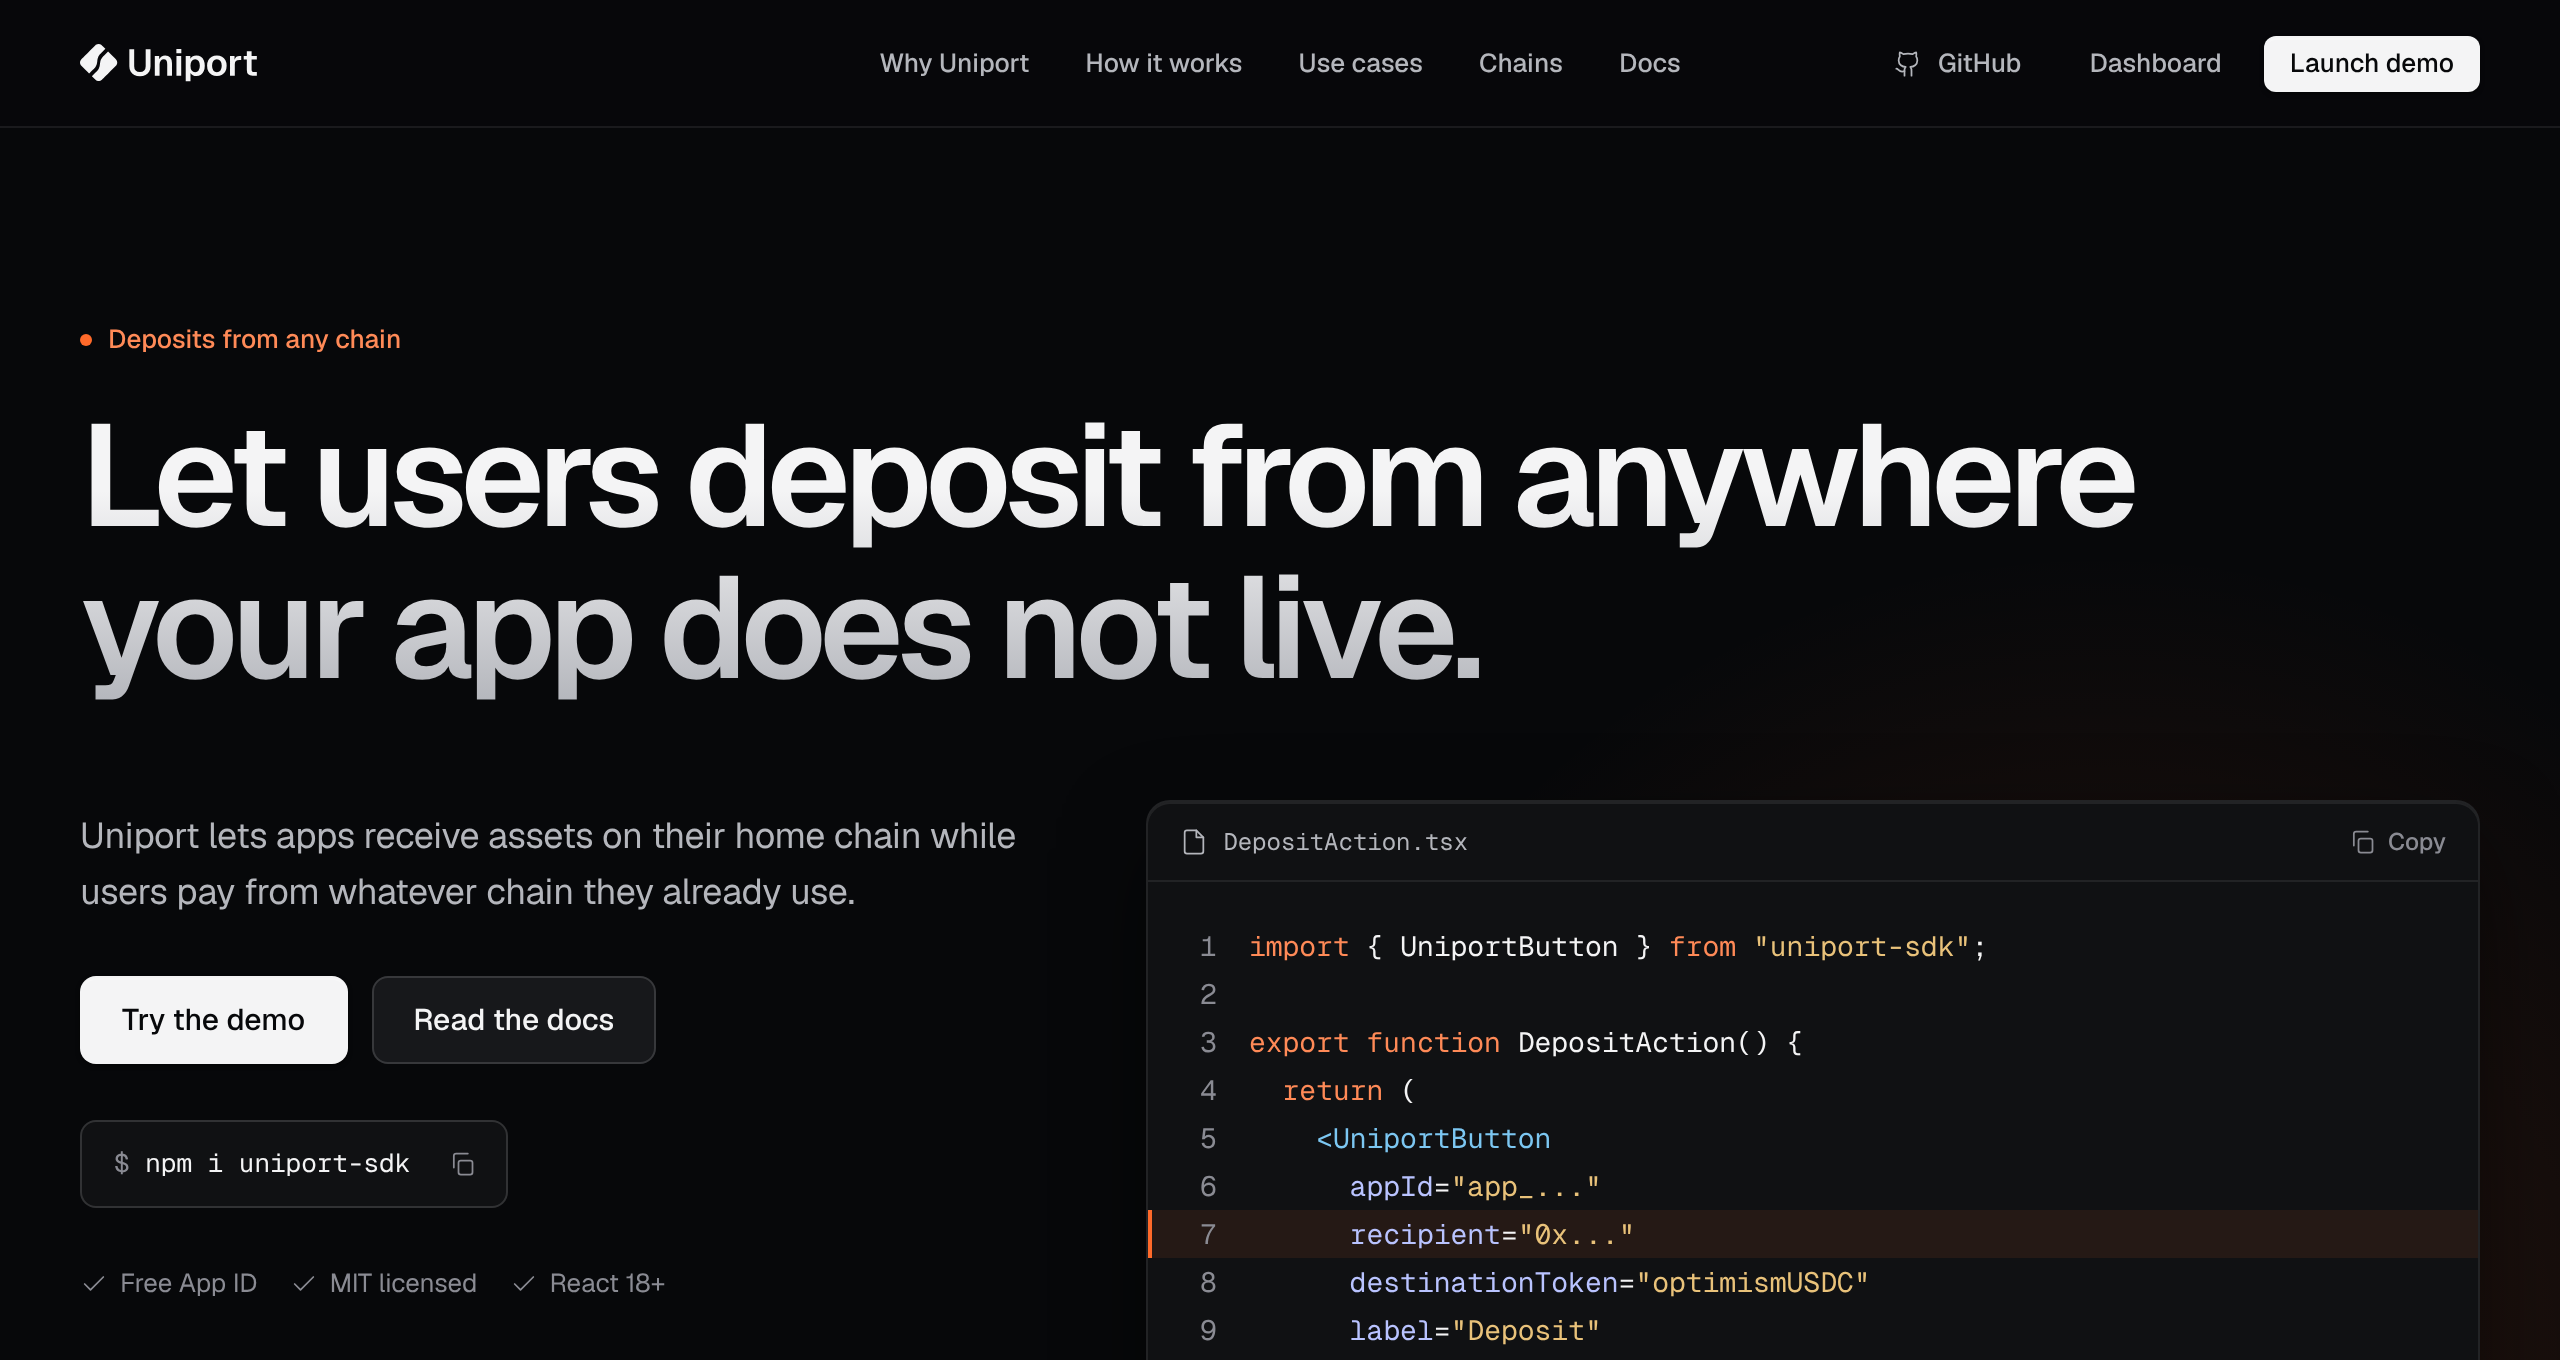 Uniport
Why Uniport
How it works
Use cases
Chains
Docs
GitHub
Dashboard
Launch demo
Deposits from any chain
Let users deposit from anywhere
your app does not live.
Uniport lets apps receive assets on their home chain while
users pay from whatever chain they already use.
Try the demo
Read the docs
$ npm i uniport-sdk
Free App ID
MIT licensed
React 18+
DepositAction.tsx
Copy
1 import { UniportButton } from "uniport-sdk";
2
3 export function DepositAction() {
4   return (
5     <UniportButton
6       appId="app_..."
7       recipient="0x..."
8       destinationToken="optimismUSDC"
9       label="Deposit"